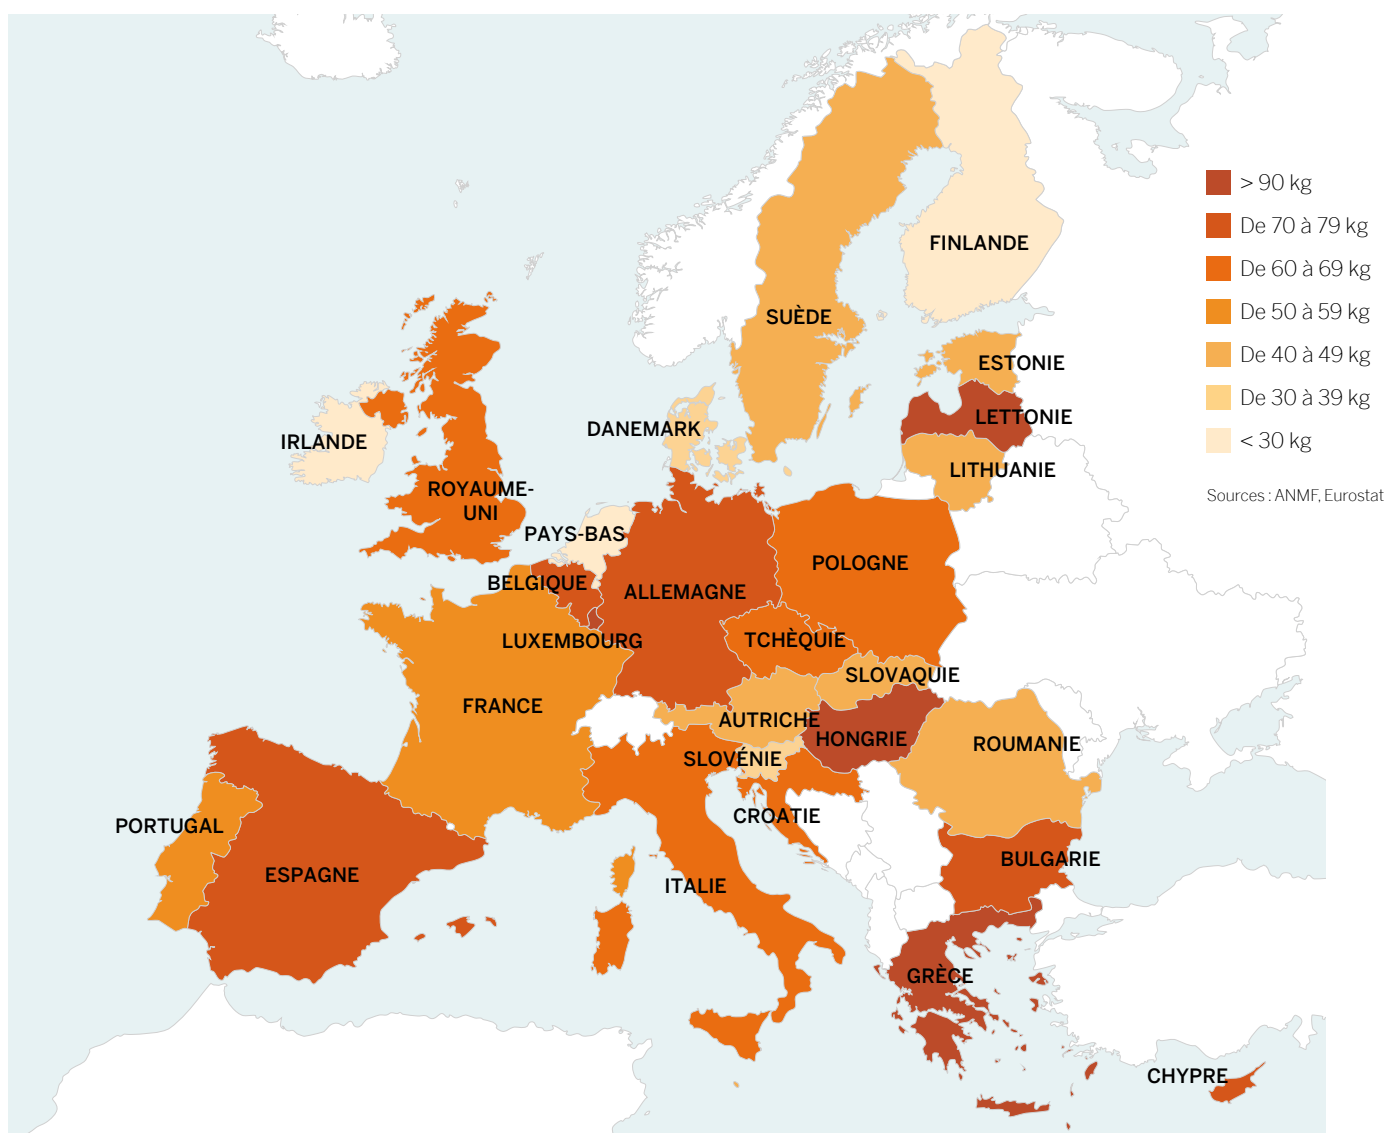 > 90 kg
De 70 à 79 kg
De 60 à 69 kg
De 50 à 59 kg
De 40 à 49 kg
De 30 à 39 kg
< 30 kg
Sources : ANMF, Eurostat
FINLANDE
SUÈDE
ESTONIE
LETTONIE
DANEMARK
IRLANDE
LITHUANIE
ROYAUME-
UNI
PAYS-BAS
POLOGNE
BELGIQUE
ALLEMAGNE
LUXEMBOURG
TCHÈQUIE
SLOVAQUIE
FRANCE
AUTRICHE
HONGRIE
ROUMANIE
SLOVÉNIE
CROATIE
PORTUGAL
BULGARIE
ESPAGNE
ITALIE
GRÈCE
CHYPRE